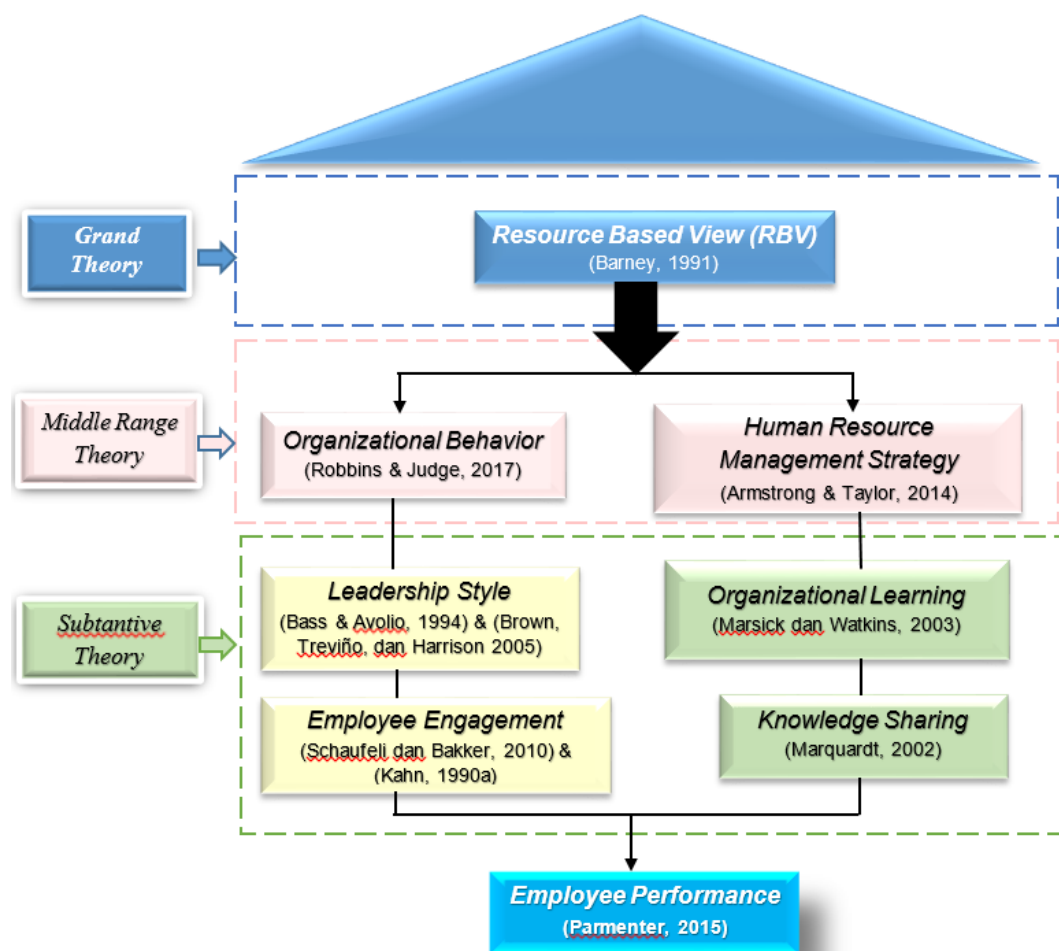 Grand
Theory
Resource Based View (RBV)
(Barney, 1991)
Middle Range
Theory
Organizational Behavior
(Robbins & Judge, 2017)
Human Resource
Management Strategy
(Armstrong & Taylor, 2014)
Subtantive
Theory
Leadership Style
(Bass & Avolio, 1994) & (Brown,
Treviño, dan Harrison 2005)
Organizational Learning
(Marsick dan Watkins, 2003)
Employee Engagement
(Schaufeli dan Bakker, 2010) &
(Kahn, 1990a)
Knowledge Sharing
(Marquardt, 2002)
Employee Performance
(Parmenter, 2015)